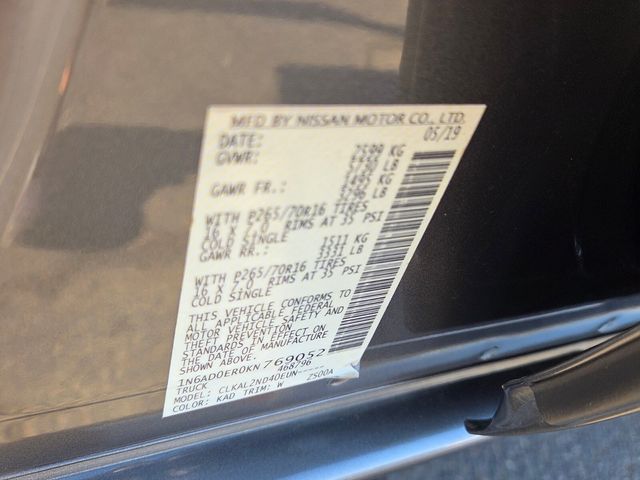 MFD BY NISSAN MOTOR CO., LTD.
DATE: 05/19
GVWR: 2599 KG
5730 LB
GAWR FR.: 1495 KG
3296 LB
WITH P265/70R16 TIRES
16 X 7.0 RIMS AT 35 PSI
COLD SINGLE
GAWR RR.: 1511 KG
3331 LB
WITH P265/70R16 TIRES
16 X 7.0 RIMS AT 35 PSI
COLD SINGLE
THIS VEHICLE CONFORMS TO
ALL APPLICABLE FEDERAL
MOTOR VEHICLE SAFETY AND
THEFT PREVENTION
STANDARDS IN EFFECT ON
THE DATE OF MANUFACTURE
SHOWN ABOVE.
1N6AD0ER0KN769052
TRUCK 468796
MODEL: CLKAL2ND40EUN----- ZS00A
COLOR: KAD TRIM: W